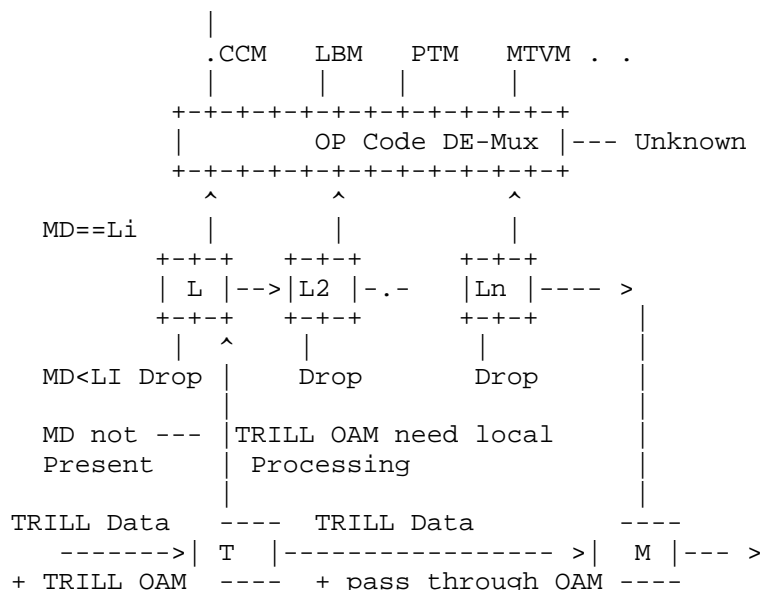 |
.CCM LBM PTM MTVM . .
| | | |
+-+-+-+-+-+-+-+-+-+-+-+-+
| OP Code DE-Mux |--- Unknown
+-+-+-+-+-+-+-+-+-+-+-+-+
^ ^ ^
MD==Li | | |
+-+-+ +-+-+ +-+-+
| L |-->|L2 |-.- |Ln |---- >
+-+-+ +-+-+ +-+-+ |
| ^ | | |
MD<LI Drop | Drop Drop |
| |
MD not --- |TRILL OAM need local |
Present | Processing |
| |
TRILL Data ---- TRILL Data ----
------->| T |----------------- >| M |--- >
+ TRILL OAM ---- + pass through OAM ----